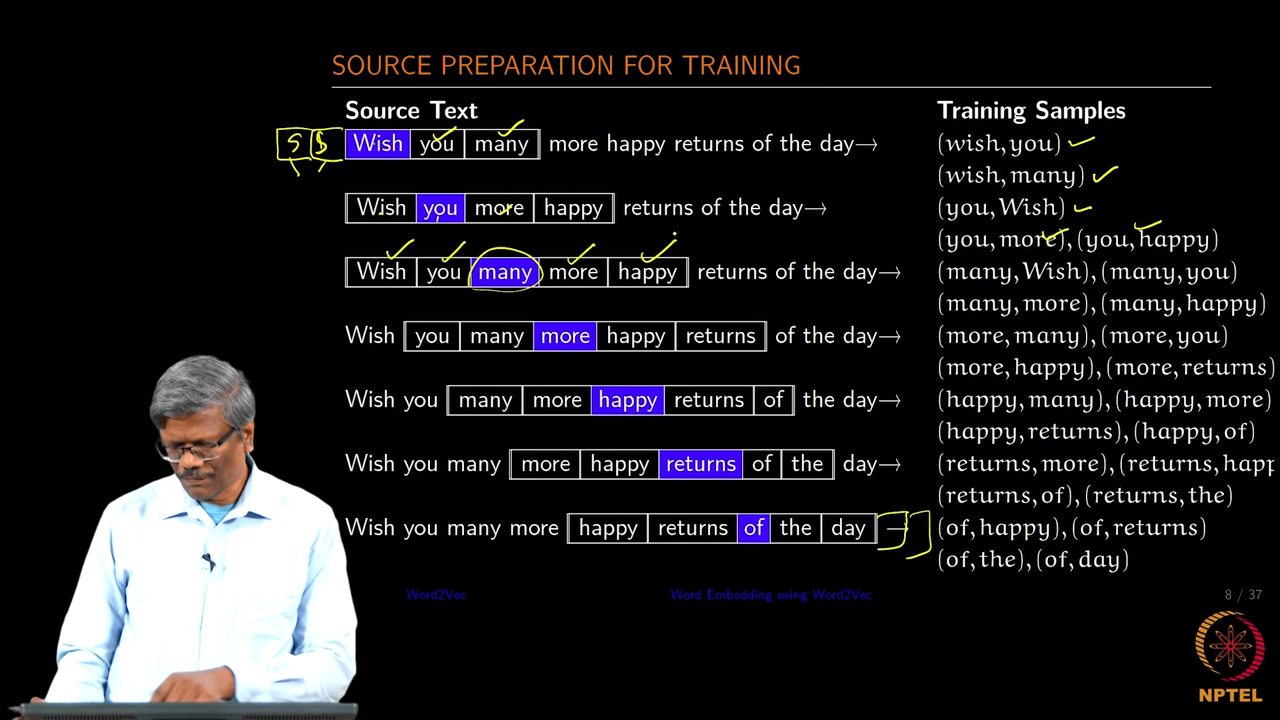 SOURCE PREPARATION FOR TRAINING
Source Text Training Samples
S S Wish you many more happy returns of the day→ (wish, you)
(wish, many)
Wish you more happy returns of the day→ (you, Wish)
(you, more), (you, happy)
Wish you many more happy returns of the day→ (many, Wish), (many, you)
(many, more), (many, happy)
Wish you many more happy returns of the day→ (more, many), (more, you)
(more, happy), (more, returns)
Wish you many more happy returns of the day→ (happy, many), (happy, more)
(happy, returns), (happy, of)
Wish you many more happy returns of the day→ (returns, more), (returns, happ
(returns, of), (returns, the)
Wish you many more happy returns of the day → (of, happy), (of, returns)
(of, the), (of, day)
Word2Vec Word Embedding using Word2Vec 8 / 37
NPTEL